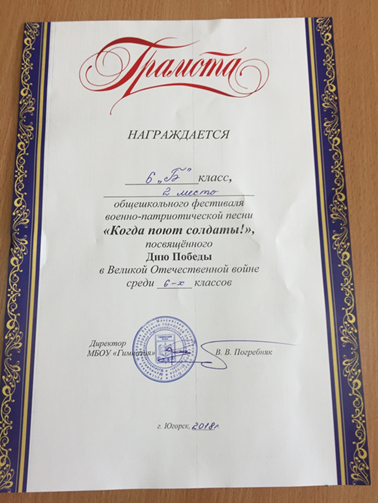 Грамота
НАГРАЖДАЕТСЯ
6 „Б" класс,
2 место
общешкольного фестиваля
военно-патриотической песни
«Когда поют солдаты!»,
посвящённого
Дню Победы
в Великой Отечественной войне
среди 6-х классов
Директор
МБОУ «Гимназия» В. В. Погребняк
г. Югорск, 2018г